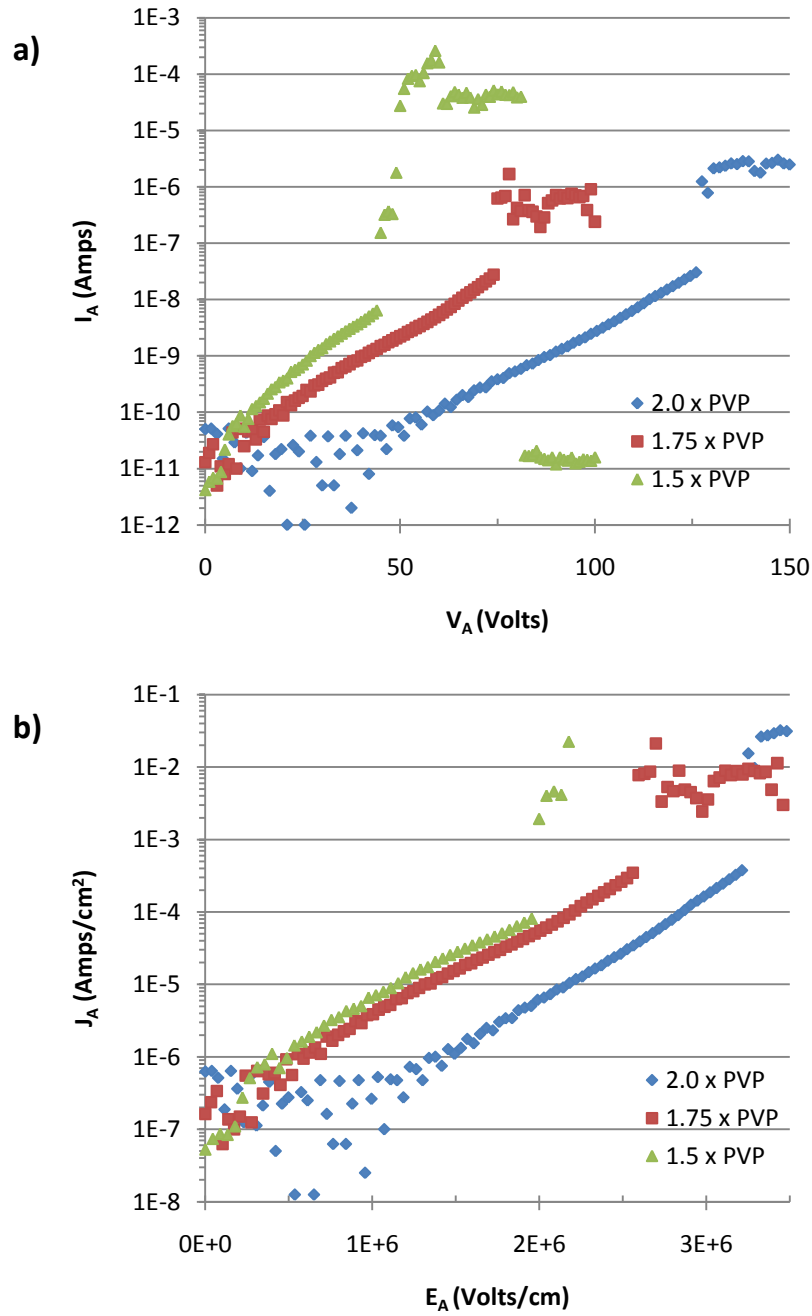 a)
1E-3
1E-4
1E-5
1E-6
1E-7
1E-8
1E-9
1E-10
1E-11
1E-12
I_A (Amps)
0
50
100
150
V_A (Volts)
2.0 x PVP
1.75 x PVP
1.5 x PVP
b)
1E-1
1E-2
1E-3
1E-4
1E-5
1E-6
1E-7
1E-8
J_A (Amps/cm²)
0E+0
1E+6
2E+6
3E+6
E_A (Volts/cm)
2.0 x PVP
1.75 x PVP
1.5 x PVP